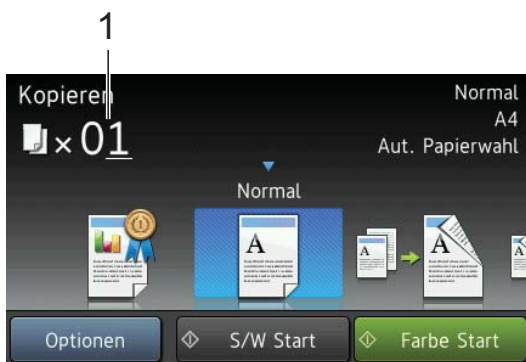 1
Kopieren
Normal
A4
× 01
Aut. Papierwahl
Normal
A
A
A
Optionen
S/W Start
Farbe Start